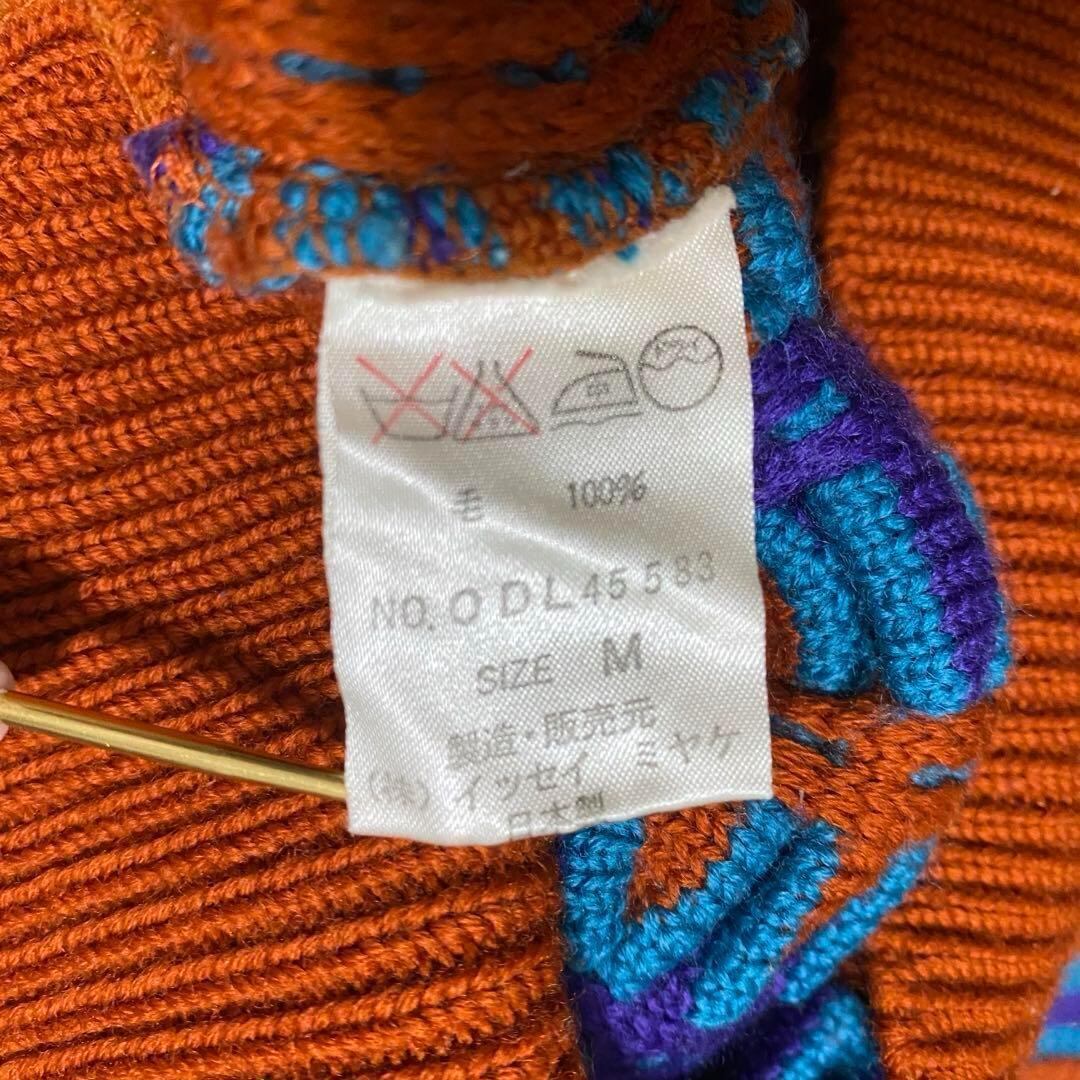 毛 100%
NO. ODL45583
SIZE M
製造・販売元
(株) イッセイ ミヤケ
日本製